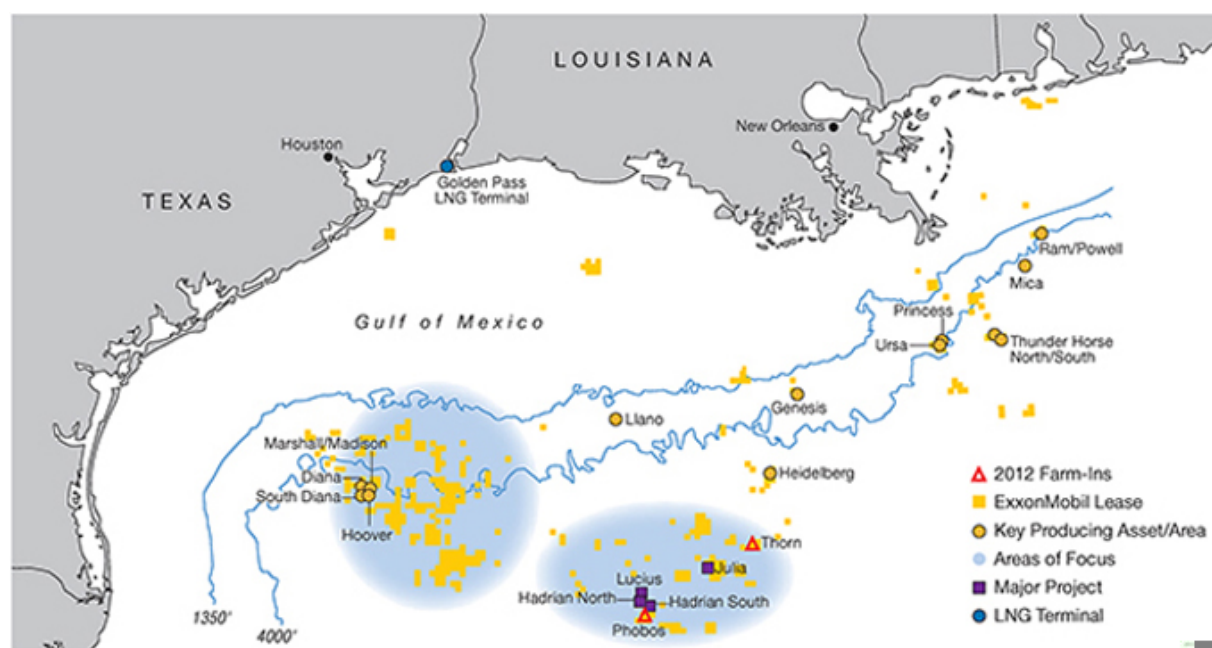 LOUISIANA
New Orleans
Houston
Golden Pass
LNG Terminal
TEXAS
Ram/Powell
Mica
Gulf of Mexico
Princess
Ursa
Thunder Horse
North/South
Genesis
Llano
Marshall/Madison
Diana
South Diana
Hoover
Heidelberg
Thorn
Julia
Lucius
Hadrian North
Hadrian South
Phobos
1350'
4000'
2012 Farm-Ins
ExxonMobil Lease
Key Producing Asset/Area
Areas of Focus
Major Project
LNG Terminal